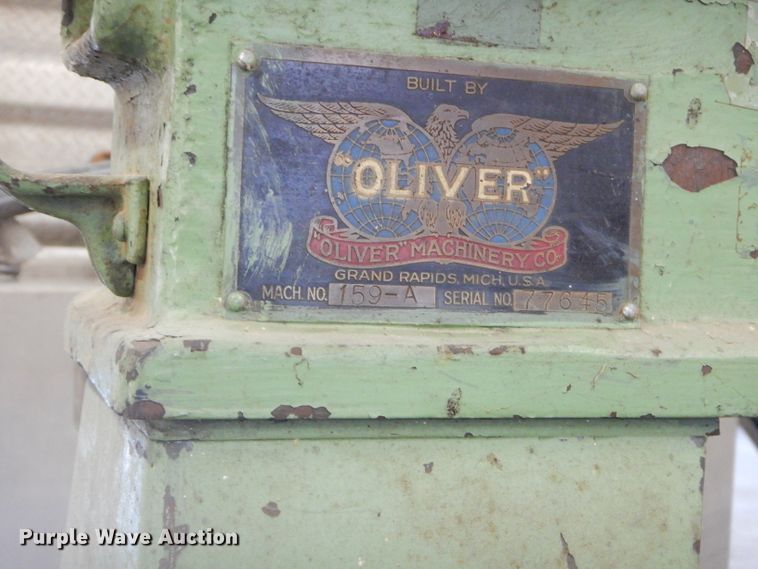 BUILT BY
"OLIVER"
"OLIVER" MACHINERY CO.
GRAND RAPIDS, MICH, U.S.A.
MACH. NO. 159-A SERIAL NO. 77645
Purple Wave Auction